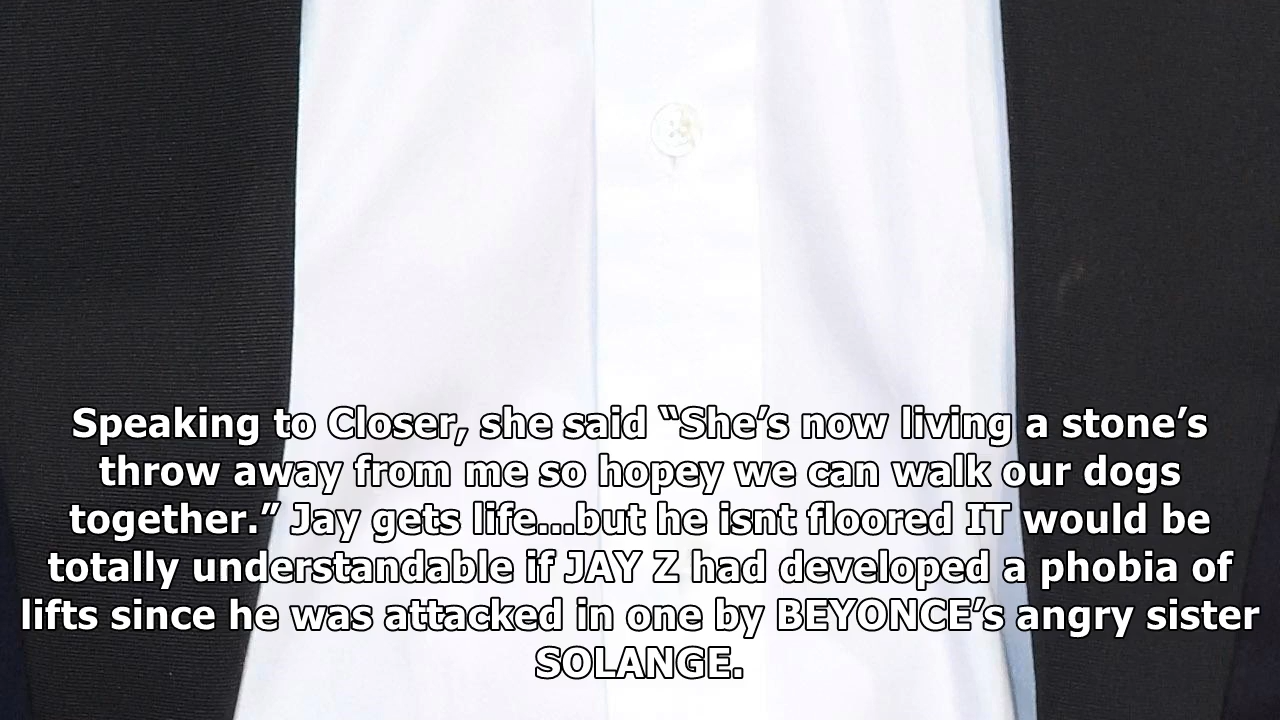 Speaking to Closer, she said “She’s now living a stone’s
throw away from me so hopey we can walk our dogs
together.” Jay gets life...but he isnt floored IT would be
totally understandable if JAY Z had developed a phobia of
lifts since he was attacked in one by BEYONCE’s angry sister
SOLANGE.